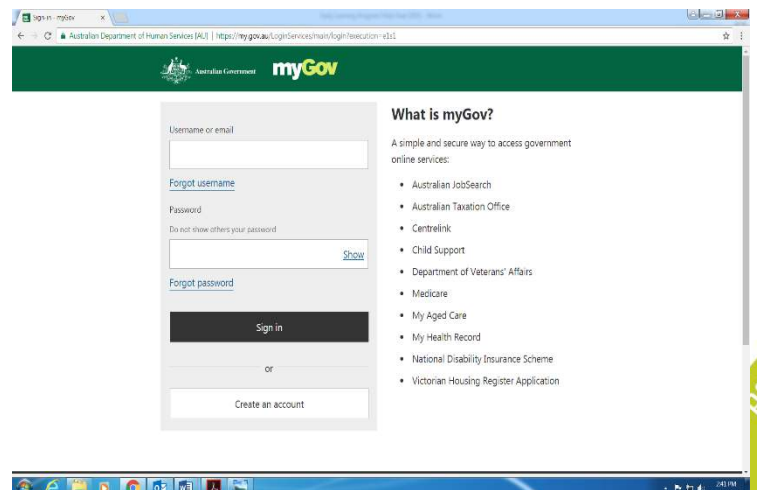 Sign-in - myGov
Australian Department of Human Services [AU] | https://my.gov.au/LoginServices/main/login?execution=e1s1
Australian Government
myGov
Username or email
Forgot username
Password
Do not show others your password
Show
Forgot password
Sign in
or
Create an account
What is myGov?
A simple and secure way to access government
online services:
• Australian JobSearch
• Australian Taxation Office
• Centrelink
• Child Support
• Department of Veterans' Affairs
• Medicare
• My Aged Care
• My Health Record
• National Disability Insurance Scheme
• Victorian Housing Register Application
2:41 PM